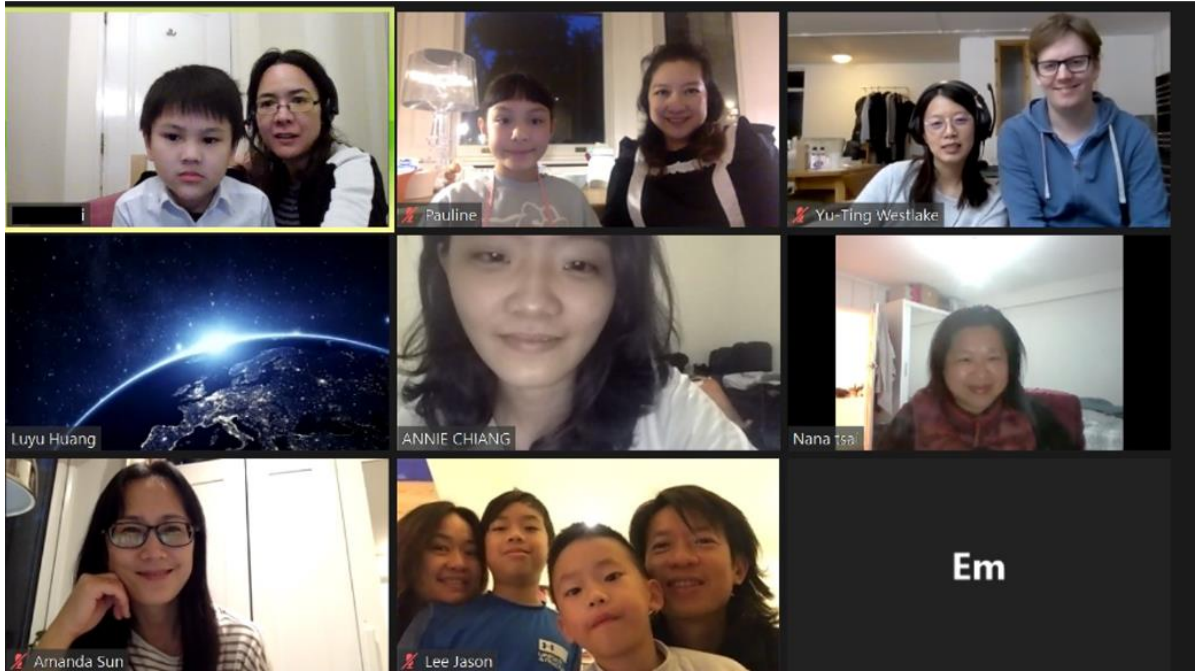 i
Pauline
Yu-Ting Westlake
Luyu Huang
ANNIE CHIANG
Nana tsai
Amanda Sun
Lee Jason
Em